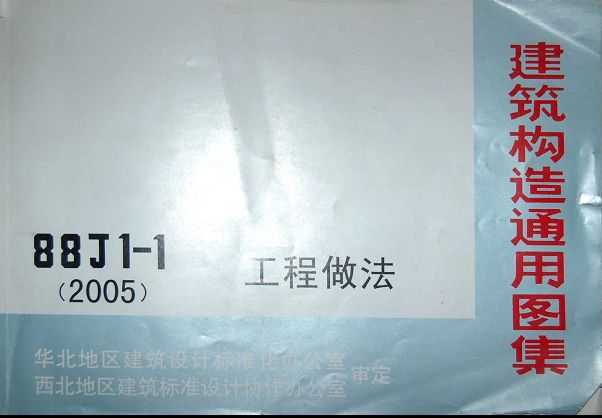 建筑构造通用图集
88J1-1
（2005）
工程做法
华北地区建筑设计标准化办公室
西北地区建筑标准设计协作办公室
审定